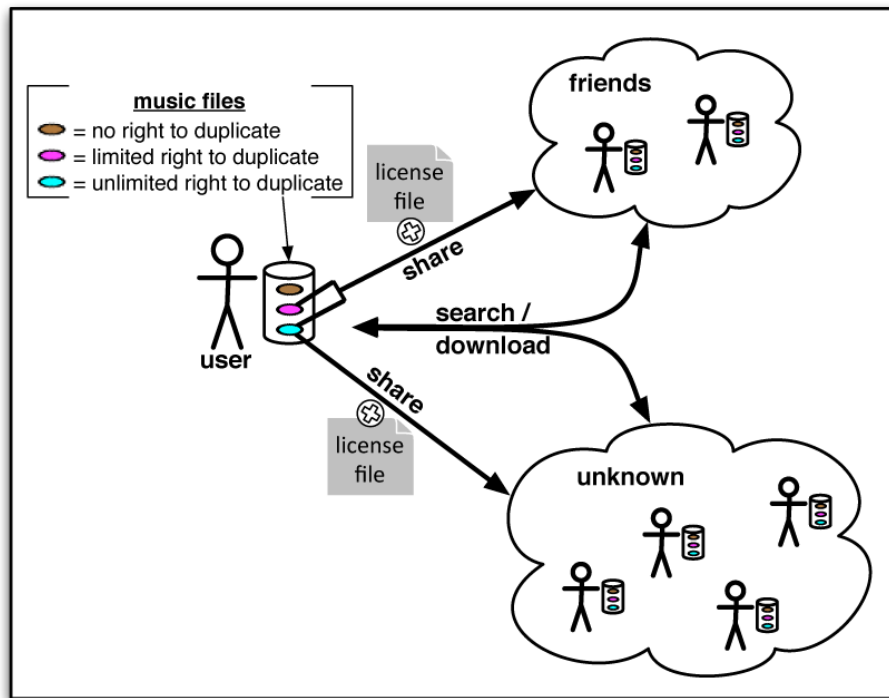 music files
= no right to duplicate
= limited right to duplicate
= unlimited right to duplicate
friends
license
file
share
user
search /
download
share
license
file
unknown